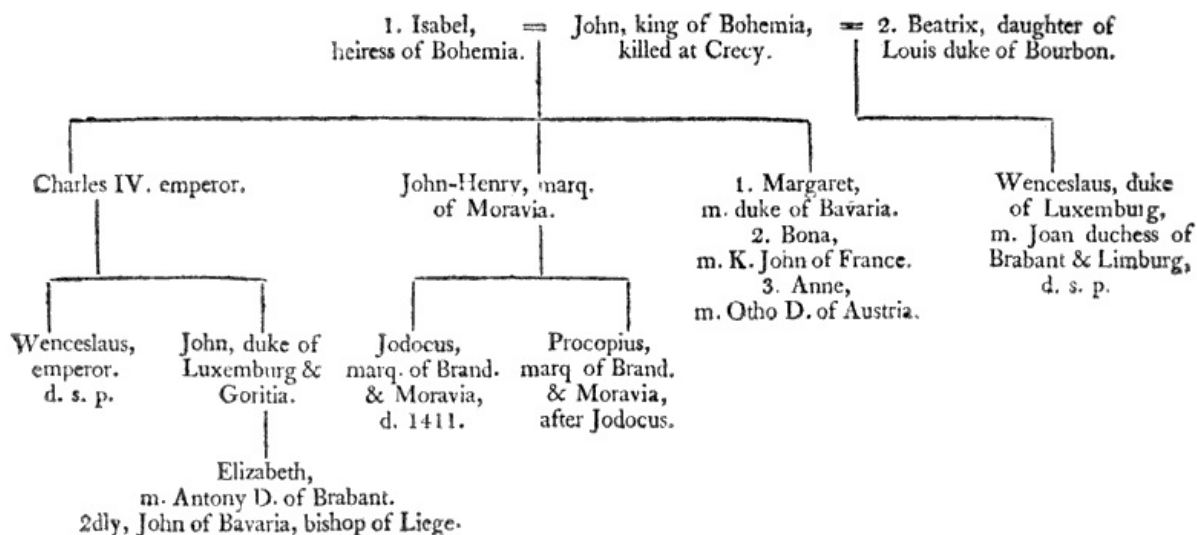 1. Isabel,
heiress of Bohemia.
=
John, king of Bohemia,
killed at Crecy.
=
2. Beatrix, daughter of
Louis duke of Bourbon.
Charles IV. emperor.
John-Henry, marq.
of Moravia.
1. Margaret,
m. duke of Bavaria.
2. Bona,
m. K. John of France.
3. Anne,
m. Otho D. of Austria.
Wenceslaus, duke
of Luxemburg,
m. Joan duchess of
Brabant & Limburg,
d. s. p.
Wenceslaus,
emperor.
d. s. p.
John, duke of
Luxemburg &
Goritia.
Jodocus,
marq. of Brand.
& Moravia,
d. 1411.
Procopius,
marq of Brand.
& Moravia,
after Jodocus.
Elizabeth,
m. Antony D. of Brabant.
2dly, John of Bavaria, bishop of Liege.